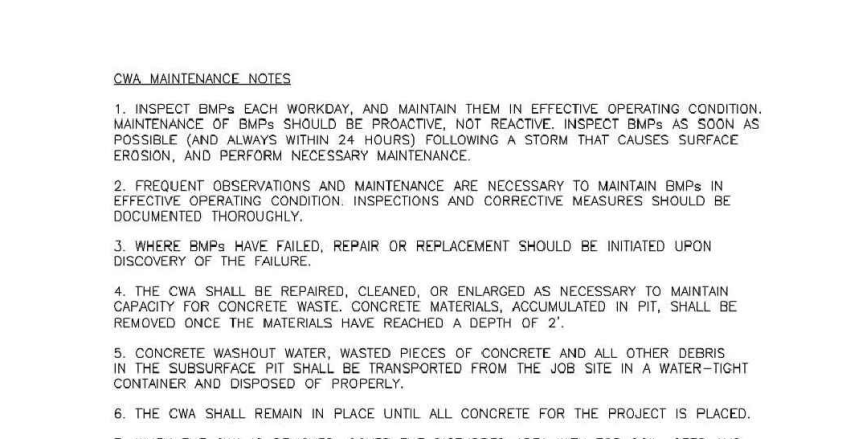 CWA MAINTENANCE NOTES
1. INSPECT BMPs EACH WORKDAY, AND MAINTAIN THEM IN EFFECTIVE OPERATING CONDITION.
MAINTENANCE OF BMPs SHOULD BE PROACTIVE, NOT REACTIVE. INSPECT BMPs AS SOON AS
POSSIBLE (AND ALWAYS WITHIN 24 HOURS) FOLLOWING A STORM THAT CAUSES SURFACE
EROSION, AND PERFORM NECESSARY MAINTENANCE.
2. FREQUENT OBSERVATIONS AND MAINTENANCE ARE NECESSARY TO MAINTAIN BMPs IN
EFFECTIVE OPERATING CONDITION. INSPECTIONS AND CORRECTIVE MEASURES SHOULD BE
DOCUMENTED THOROUGHLY.
3. WHERE BMPs HAVE FAILED, REPAIR OR REPLACEMENT SHOULD BE INITIATED UPON
DISCOVERY OF THE FAILURE.
4. THE CWA SHALL BE REPAIRED, CLEANED, OR ENLARGED AS NECESSARY TO MAINTAIN
CAPACITY FOR CONCRETE WASTE. CONCRETE MATERIALS, ACCUMULATED IN PIT, SHALL BE
REMOVED ONCE THE MATERIALS HAVE REACHED A DEPTH OF 2'.
5. CONCRETE WASHOUT WATER, WASTED PIECES OF CONCRETE AND ALL OTHER DEBRIS
IN THE SUBSURFACE PIT SHALL BE TRANSPORTED FROM THE JOB SITE IN A WATER-TIGHT
CONTAINER AND DISPOSED OF PROPERLY.
6. THE CWA SHALL REMAIN IN PLACE UNTIL ALL CONCRETE FOR THE PROJECT IS PLACED.